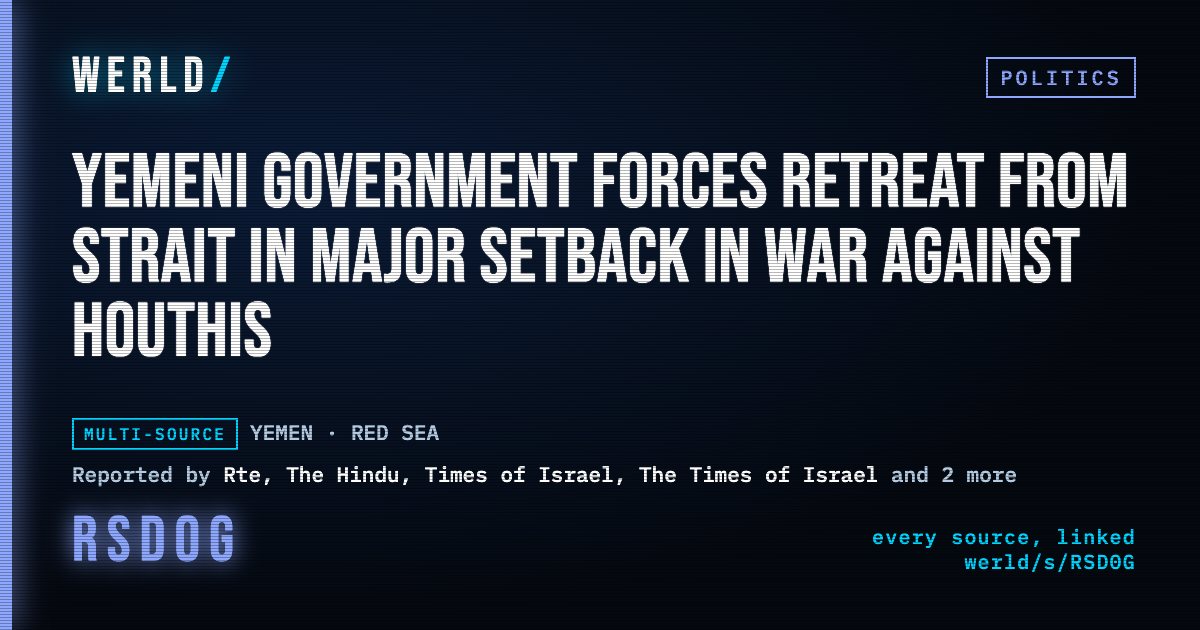 WERLD/
POLITICS
YEMENI GOVERNMENT FORCES RETREAT FROM
STRAIT IN MAJOR SETBACK IN WAR AGAINST
HOUTHIS
MULTI-SOURCE YEMEN · RED SEA
Reported by Rte, The Hindu, Times of Israel, The Times of Israel and 2 more
RSD0G
every source, linked
werld/s/RSD0G